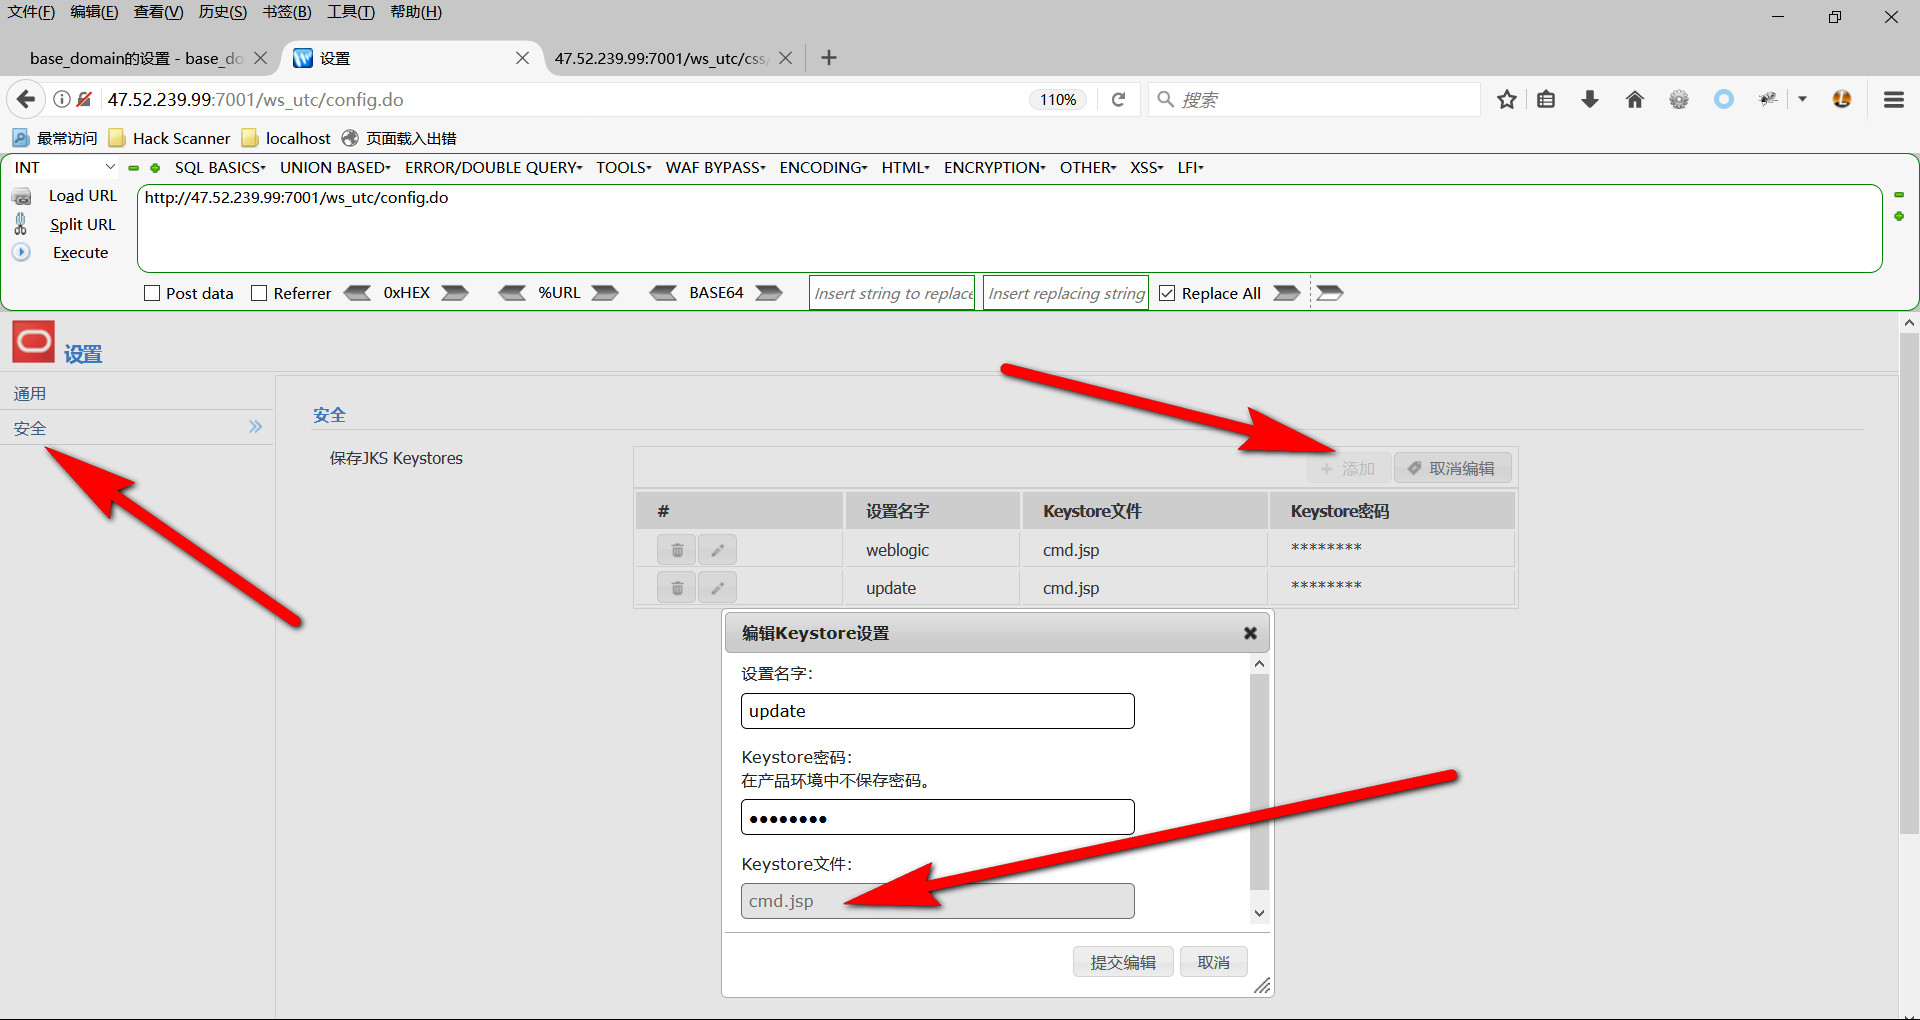 文件(F) 编辑(E) 查看(V) 历史(S) 书签(B) 工具(T) 帮助(H)
base_domain的设置 - base_do
设置
47.52.239.99:7001/ws_utc/css/
47.52.239.99:7001/ws_utc/config.do
110%
搜索
最常访问 Hack Scanner localhost 页面载入出错
INT SQL BASICS UNION BASED ERROR/DOUBLE QUERY TOOLS WAF BYPASS ENCODING HTML ENCRYPTION OTHER XSS LFI
Load URL
http://47.52.239.99:7001/ws_utc/config.do
Split URL
Execute
Post data Referrer 0xHEX %URL BASE64 Insert string to replace Insert replacing string Replace All
设置
通用
安全
安全
保存JKS Keystores
添加 取消编辑
# 设置名字 Keystore文件 Keystore密码
weblogic cmd.jsp ********
update cmd.jsp ********
编辑Keystore设置
设置名字:
update
Keystore密码:
在产品环境中不保存密码。
••••••••
Keystore文件:
cmd.jsp
提交编辑 取消